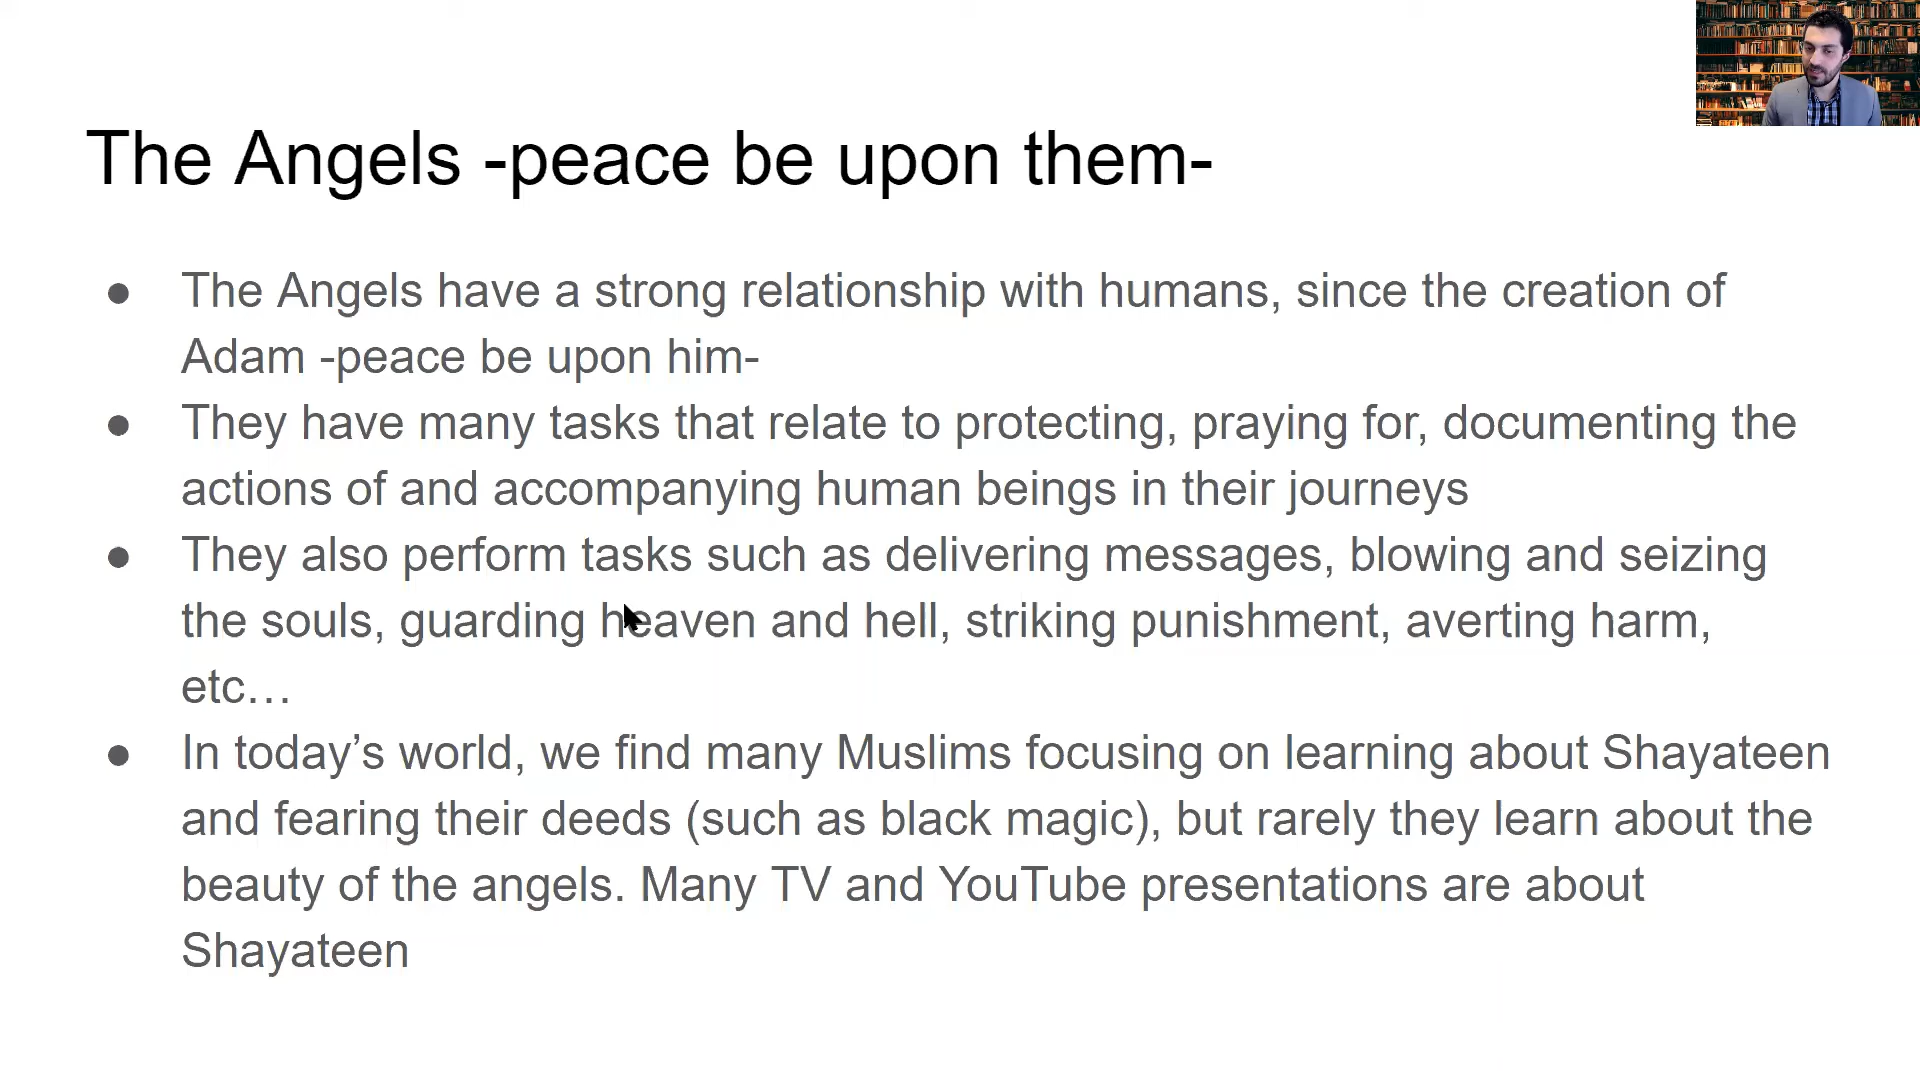 The Angels -peace be upon them-
● The Angels have a strong relationship with humans, since the creation of
Adam -peace be upon him-
● They have many tasks that relate to protecting, praying for, documenting the
actions of and accompanying human beings in their journeys
● They also perform tasks such as delivering messages, blowing and seizing
the souls, guarding heaven and hell, striking punishment, averting harm,
etc…
● In today’s world, we find many Muslims focusing on learning about Shayateen
and fearing their deeds (such as black magic), but rarely they learn about the
beauty of the angels. Many TV and YouTube presentations are about
Shayateen